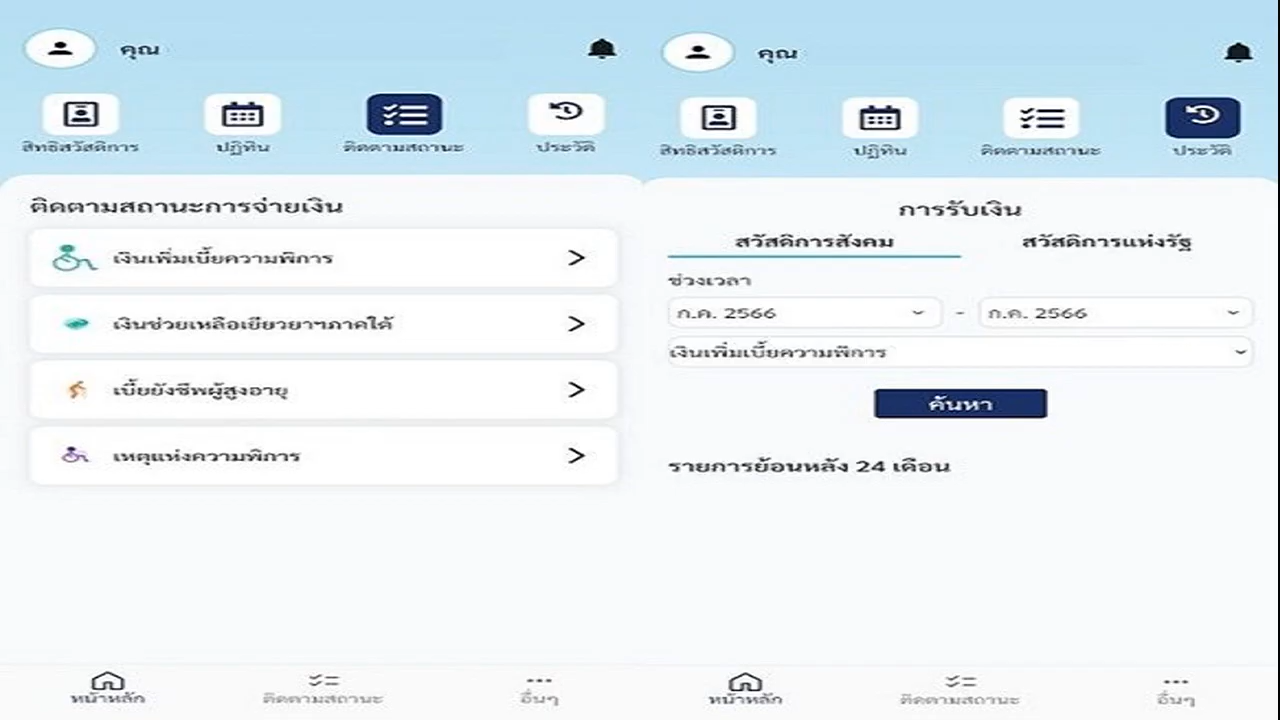 คุณ
สิทธิสวัสดิการ ปฏิทิน ติดตามสถานะ ประวัติ
ติดตามสถานะการจ่ายเงิน
เงินเพิ่มเบี้ยความพิการ
เงินช่วยเหลือเยียวยาฯภาคใต้
เบี้ยยังชีพผู้สูงอายุ
เหตุแห่งความพิการ
หน้าหลัก ติดตามสถานะ อื่นๆ
คุณ
สิทธิสวัสดิการ ปฏิทิน ติดตามสถานะ ประวัติ
การรับเงิน
สวัสดิการสังคม สวัสดิการแห่งรัฐ
ช่วงเวลา
ก.ค. 2566 - ก.ค. 2566
เงินเพิ่มเบี้ยความพิการ
ค้นหา
รายการย้อนหลัง 24 เดือน
หน้าหลัก ติดตามสถานะ อื่นๆ